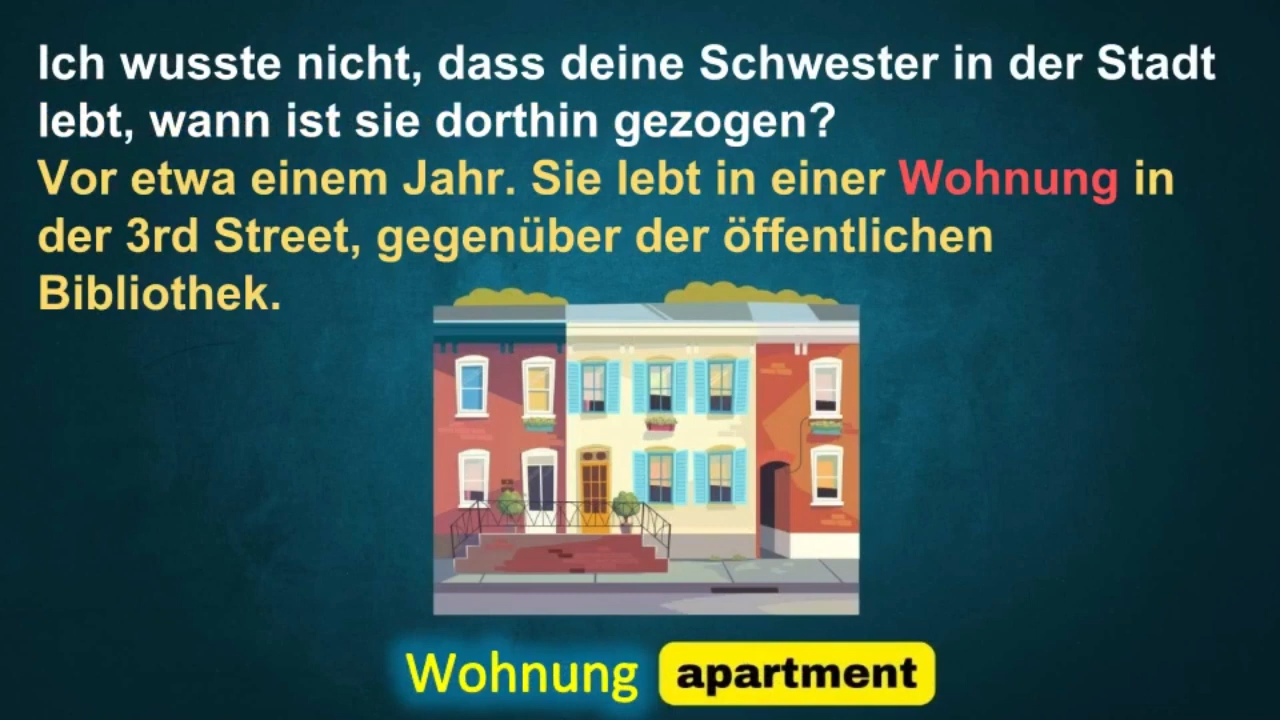 Ich wusste nicht, dass deine Schwester in der Stadt
lebt, wann ist sie dorthin gezogen?
Vor etwa einem Jahr. Sie lebt in einer Wohnung in
der 3rd Street, gegenüber der öffentlichen
Bibliothek.
Wohnung apartment